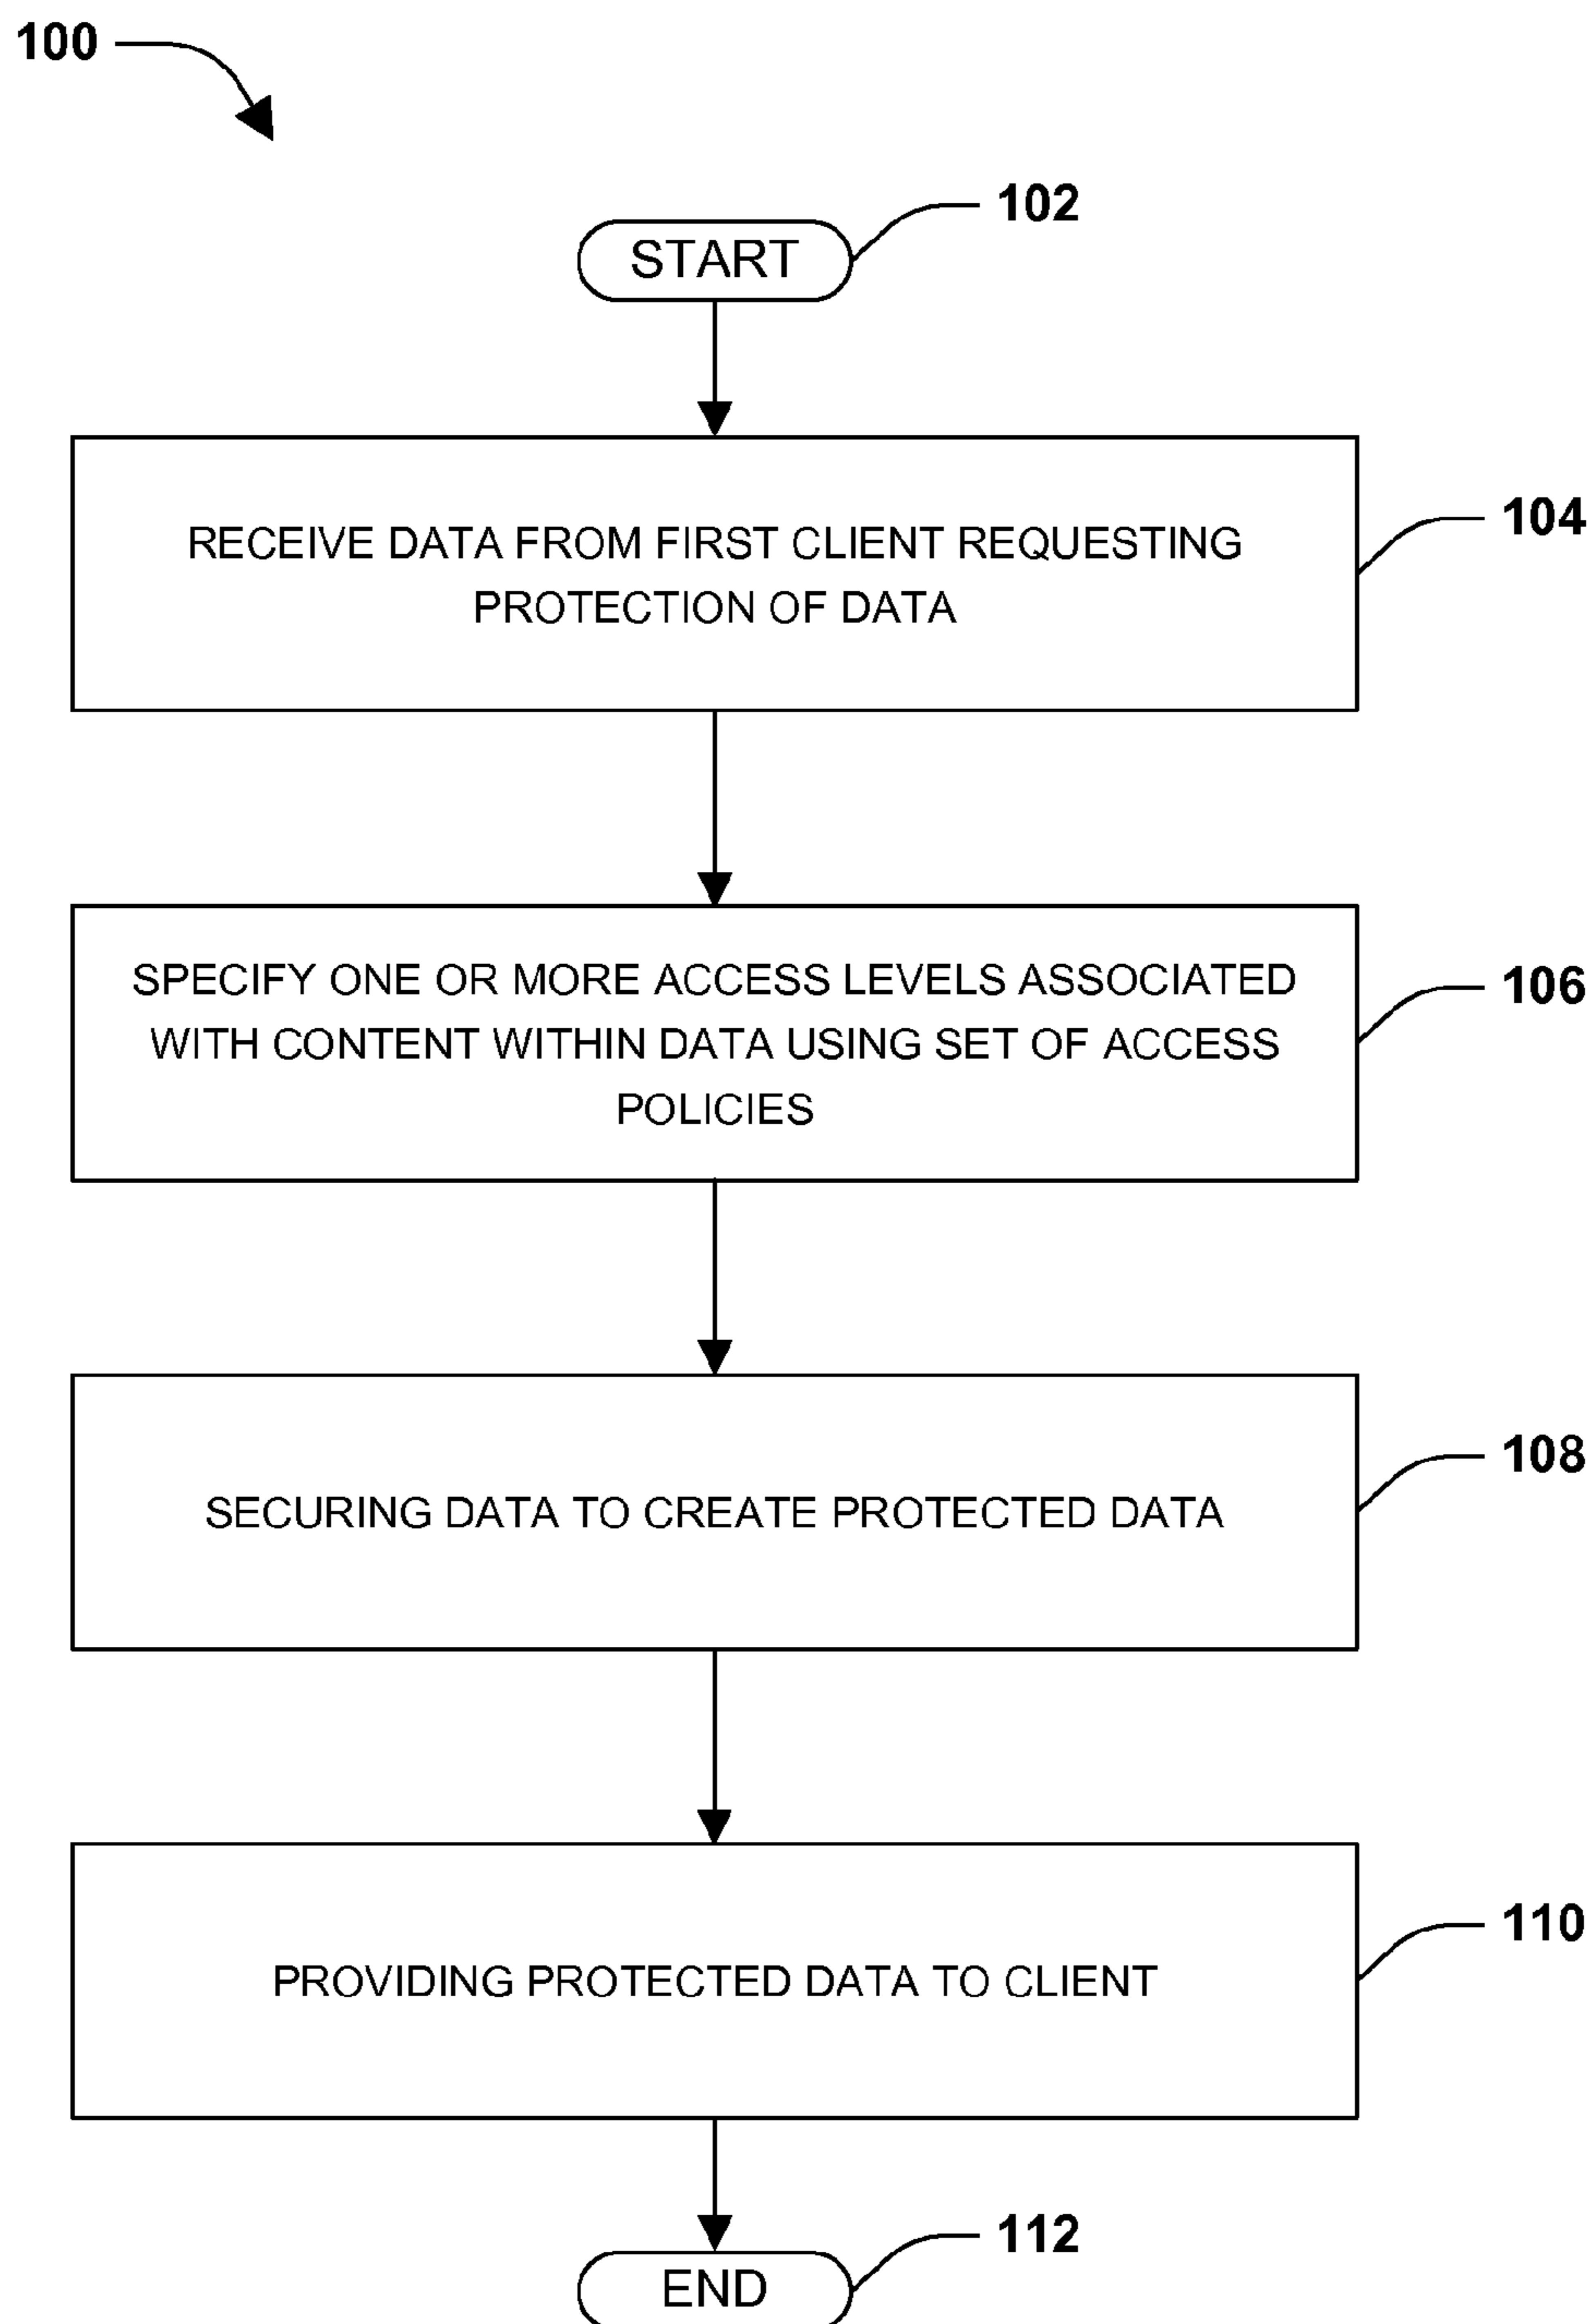 100
102
START
104
RECEIVE DATA FROM FIRST CLIENT REQUESTING
PROTECTION OF DATA
106
SPECIFY ONE OR MORE ACCESS LEVELS ASSOCIATED
WITH CONTENT WITHIN DATA USING SET OF ACCESS
POLICIES
108
SECURING DATA TO CREATE PROTECTED DATA
110
PROVIDING PROTECTED DATA TO CLIENT
112
END